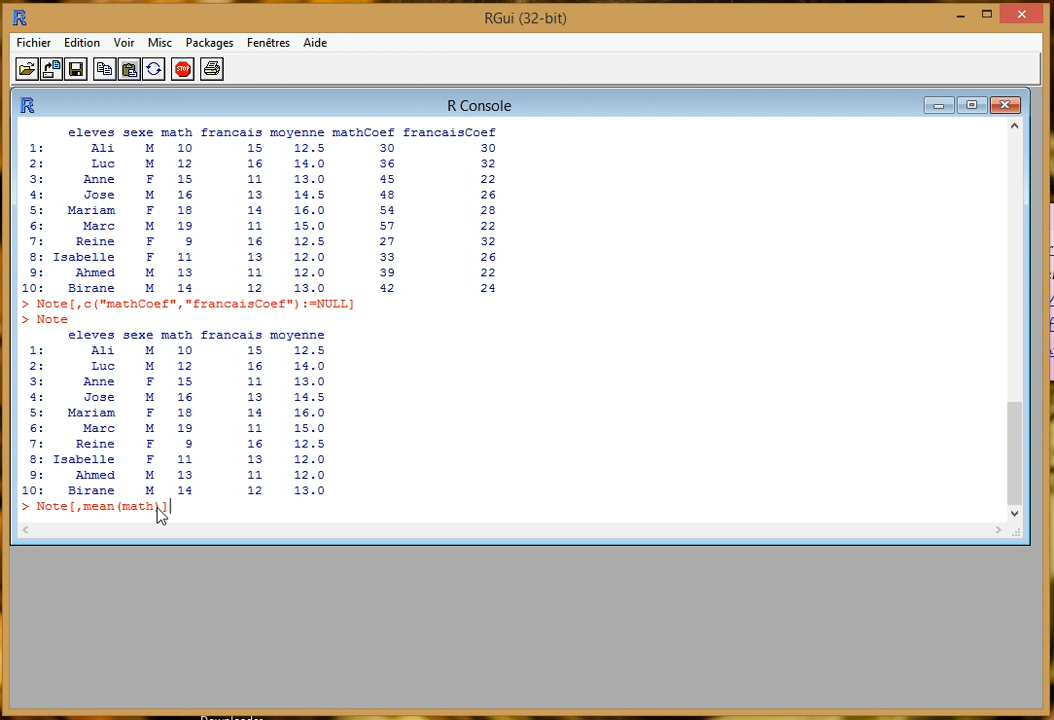 RGui (32-bit)
Fichier Edition Voir Misc Packages Fenêtres Aide
STOP
R Console
eleves sexe math francais moyenne mathCoef francaisCoef
1: Ali M 10 15 12.5 30 30
2: Luc M 12 16 14.0 36 32
3: Anne F 15 11 13.0 45 22
4: Jose M 16 13 14.5 48 26
5: Mariam F 18 14 16.0 54 28
6: Marc M 19 11 15.0 57 22
7: Reine F 9 16 12.5 27 32
8: Isabelle F 11 13 12.0 33 26
9: Ahmed M 13 11 12.0 39 22
10: Birane M 14 12 13.0 42 24
> Note[,c("mathCoef","francaisCoef"):=NULL]
> Note
eleves sexe math francais moyenne
1: Ali M 10 15 12.5
2: Luc M 12 16 14.0
3: Anne F 15 11 13.0
4: Jose M 16 13 14.5
5: Mariam F 18 14 16.0
6: Marc M 19 11 15.0
7: Reine F 9 16 12.5
8: Isabelle F 11 13 12.0
9: Ahmed M 13 11 12.0
10: Birane M 14 12 13.0
> Note[,mean(math)]